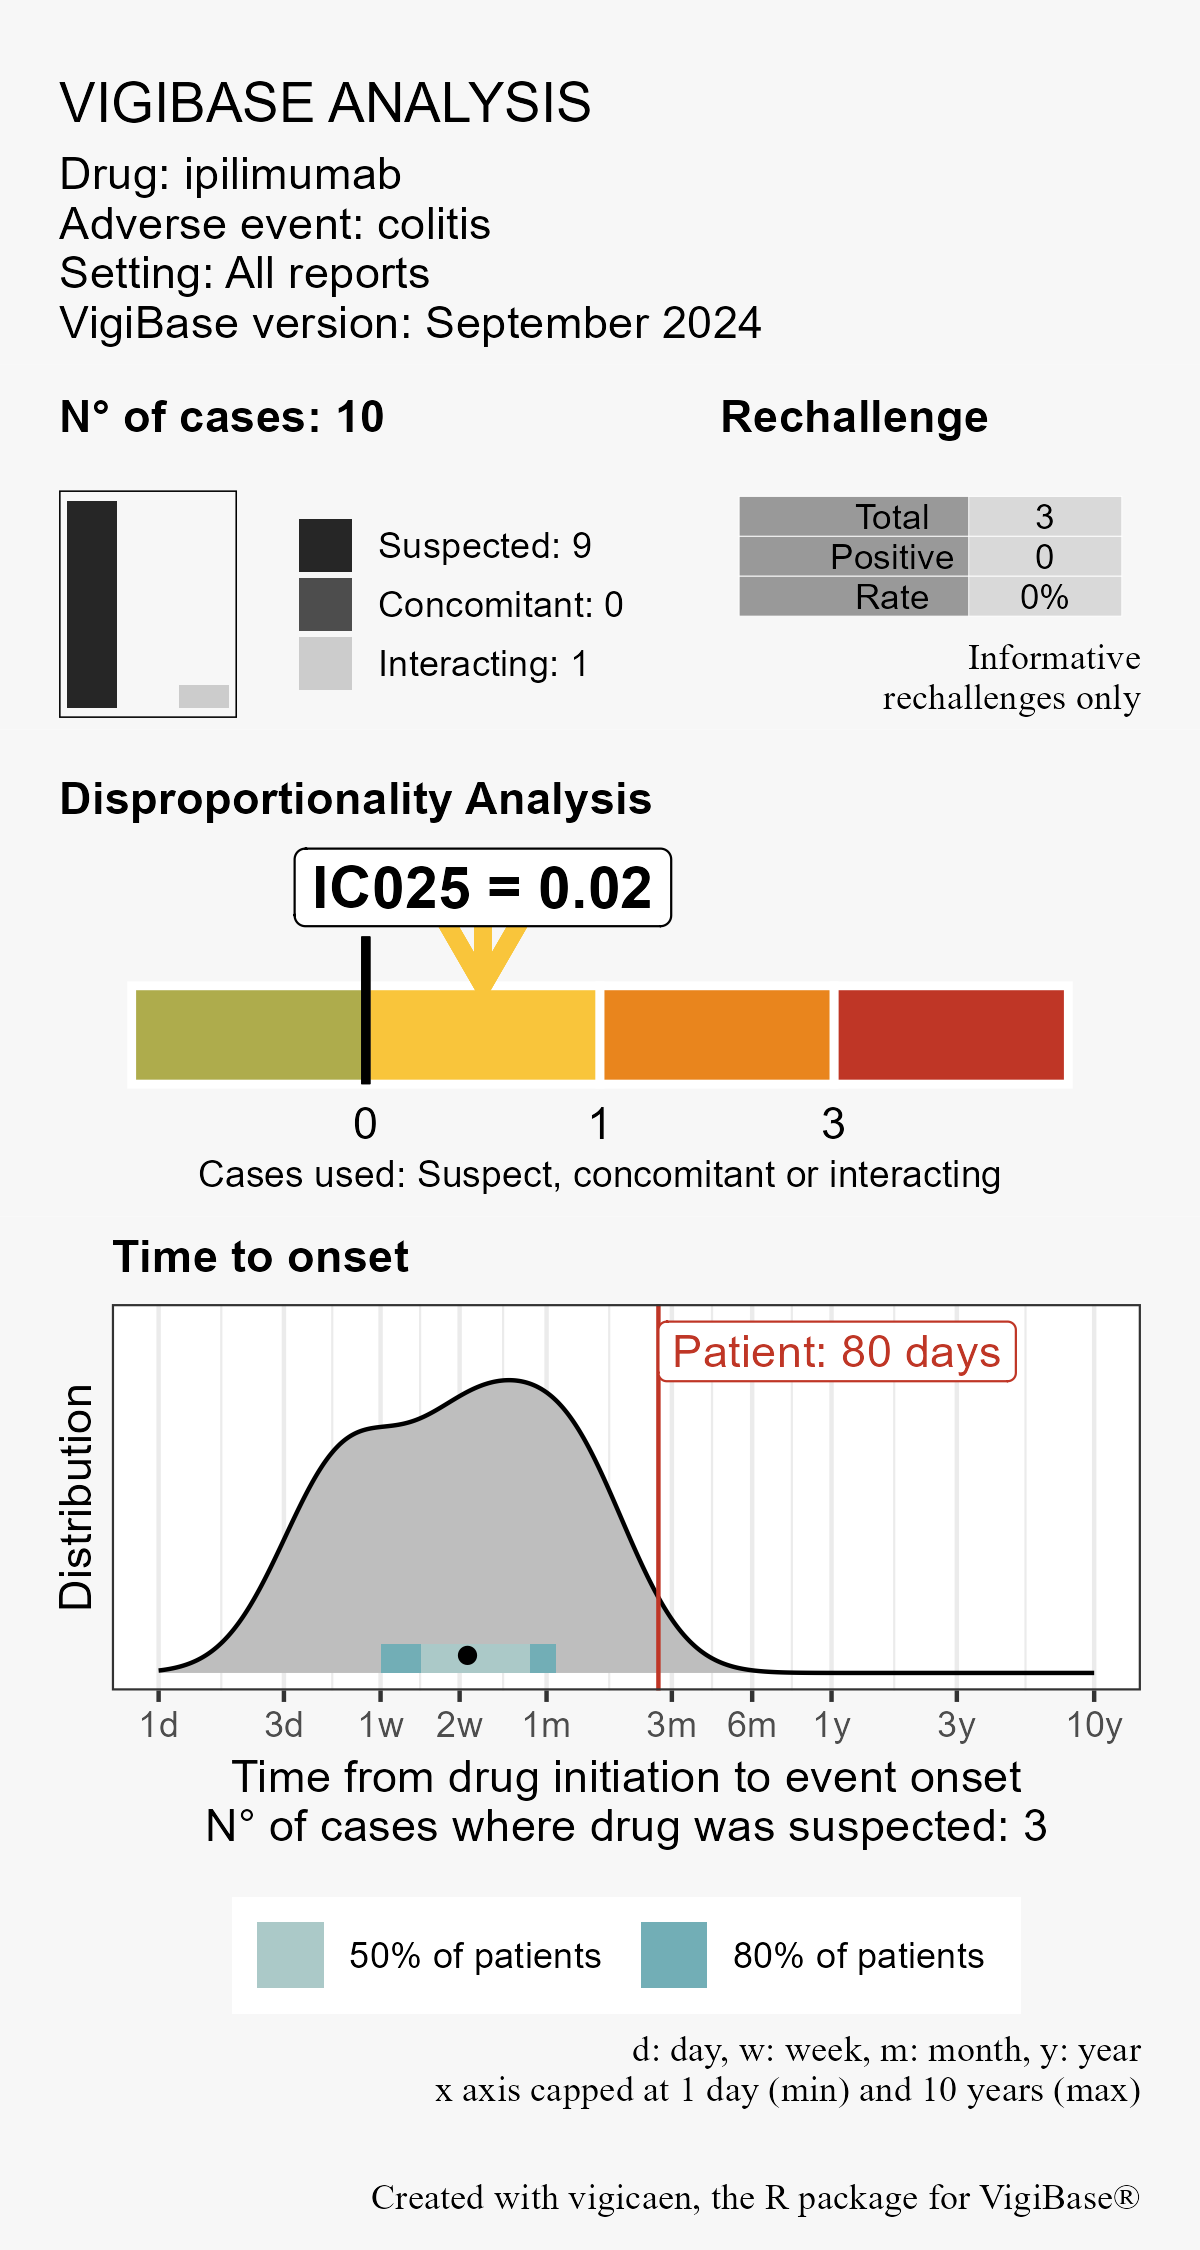 VIGIBASE ANALYSIS
Drug: ipilimumab
Adverse event: colitis
Setting: All reports
VigiBase version: September 2024
N° of cases: 10
Suspected: 9
Concomitant: 0
Interacting: 1
Rechallenge
Total 3
Positive 0
Rate 0%
Informative
rechallenges only
Disproportionality Analysis
IC025 = 0.02
0 1 3
Cases used: Suspect, concomitant or interacting
Time to onset
Patient: 80 days
Distribution
1d 3d 1w 2w 1m 3m 6m 1y 3y 10y
Time from drug initiation to event onset
N° of cases where drug was suspected: 3
50% of patients 80% of patients
d: day, w: week, m: month, y: year
x axis capped at 1 day (min) and 10 years (max)
Created with vigicaen, the R package for VigiBase®